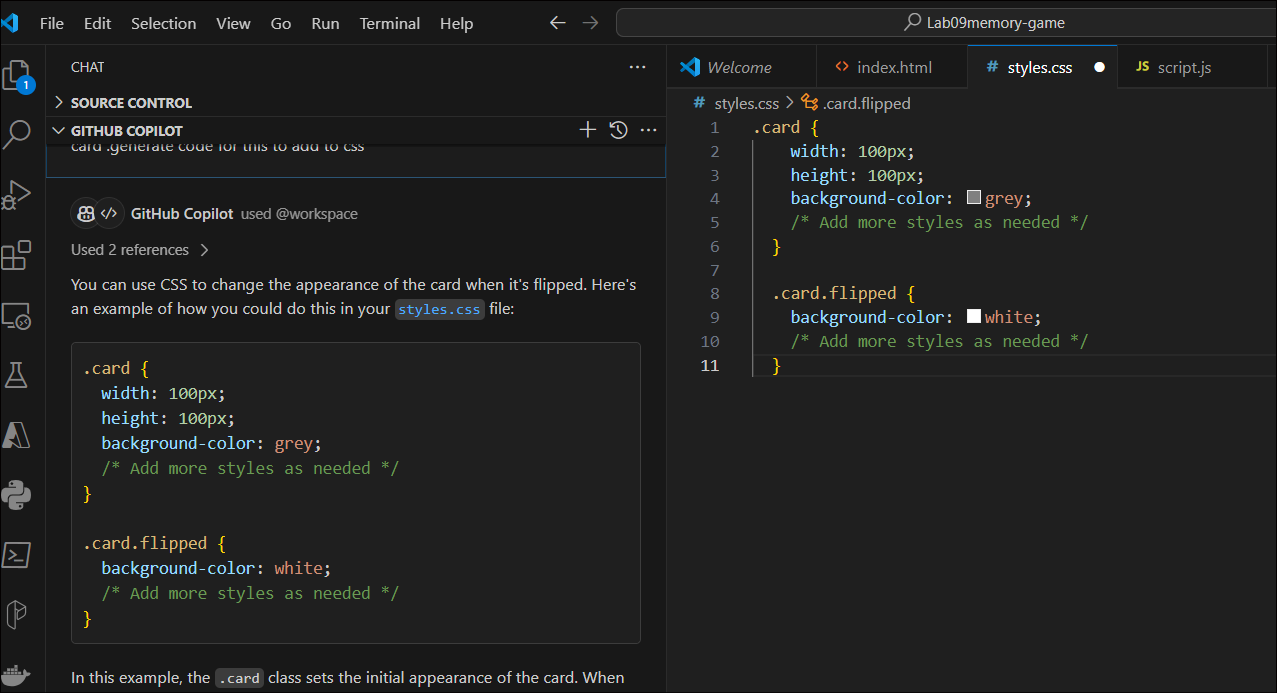 File Edit Selection View Go Run Terminal Help
Lab09memory-game
CHAT
SOURCE CONTROL
GITHUB COPILOT
card .generate code for this to add to css
GitHub Copilot used @workspace
Used 2 references
You can use CSS to change the appearance of the card when it's flipped. Here's
an example of how you could do this in your styles.css file:
.card {
width: 100px;
height: 100px;
background-color: grey;
/* Add more styles as needed */
}
.card.flipped {
background-color: white;
/* Add more styles as needed */
}
In this example, the .card class sets the initial appearance of the card. When
1
Welcome
index.html
# styles.css
JS script.js
# styles.css > .card.flipped
1 .card {
2 width: 100px;
3 height: 100px;
4 background-color: grey;
5 /* Add more styles as needed */
6 }
7
8 .card.flipped {
9 background-color: white;
10 /* Add more styles as needed */
11 }